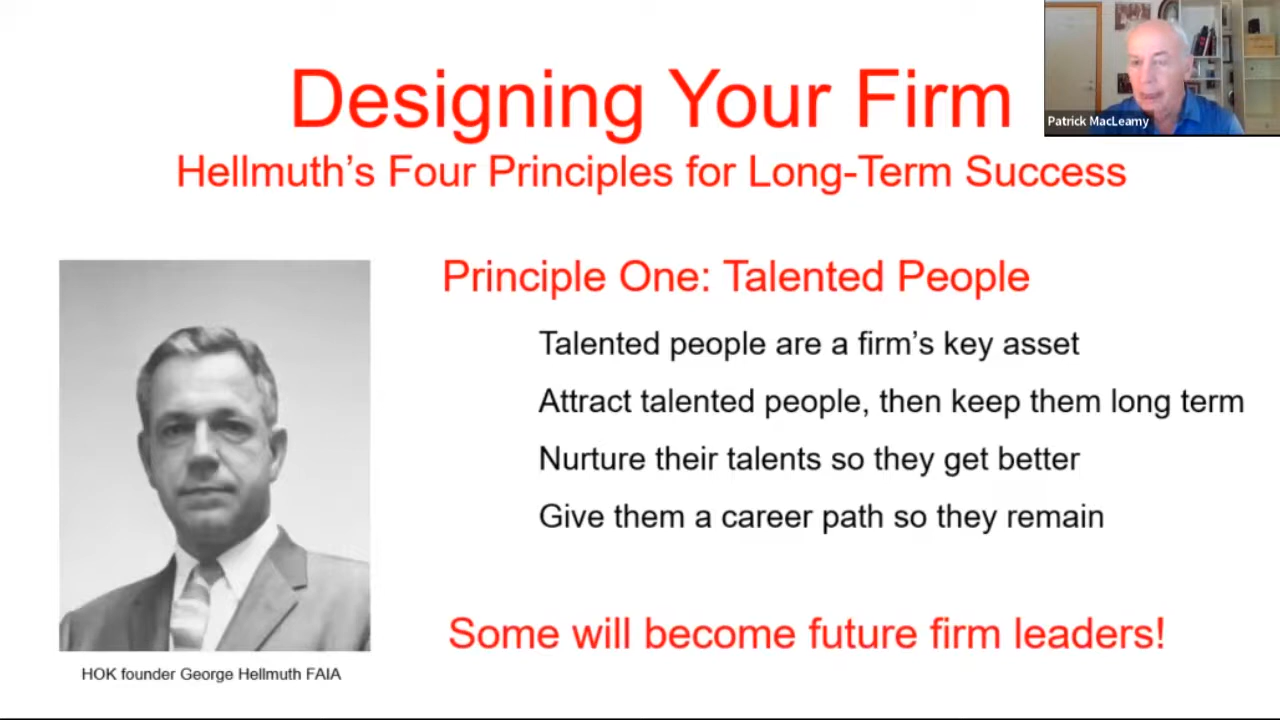 Designing Your Firm
Hellmuth's Four Principles for Long-Term Success
Patrick MacLeamy
Principle One: Talented People
Talented people are a firm's key asset
Attract talented people, then keep them long term
Nurture their talents so they get better
Give them a career path so they remain
Some will become future firm leaders!
HOK founder George Hellmuth FAIA